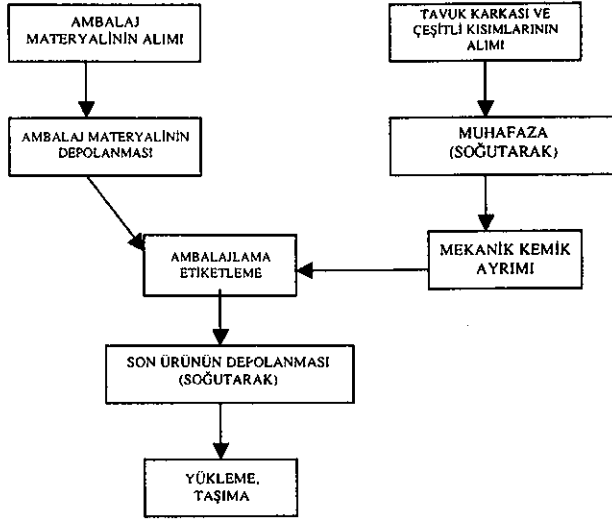 AMBALAJ
MATERYALİNİN ALIMI
TAVUK KARKASI VE
ÇEŞİTLİ KISIMLARININ
ALIMI
AMBALAJ MATERYALİNİN
DEPOLANMASI
MUHAFAZA
(SOĞUTARAK)
AMBALAJLAMA
ETİKETLEME
MEKANİK KEMİK
AYRIMI
SON ÜRÜNÜN DEPOLANMASI
(SOĞUTARAK)
YÜKLEME,
TAŞIMA